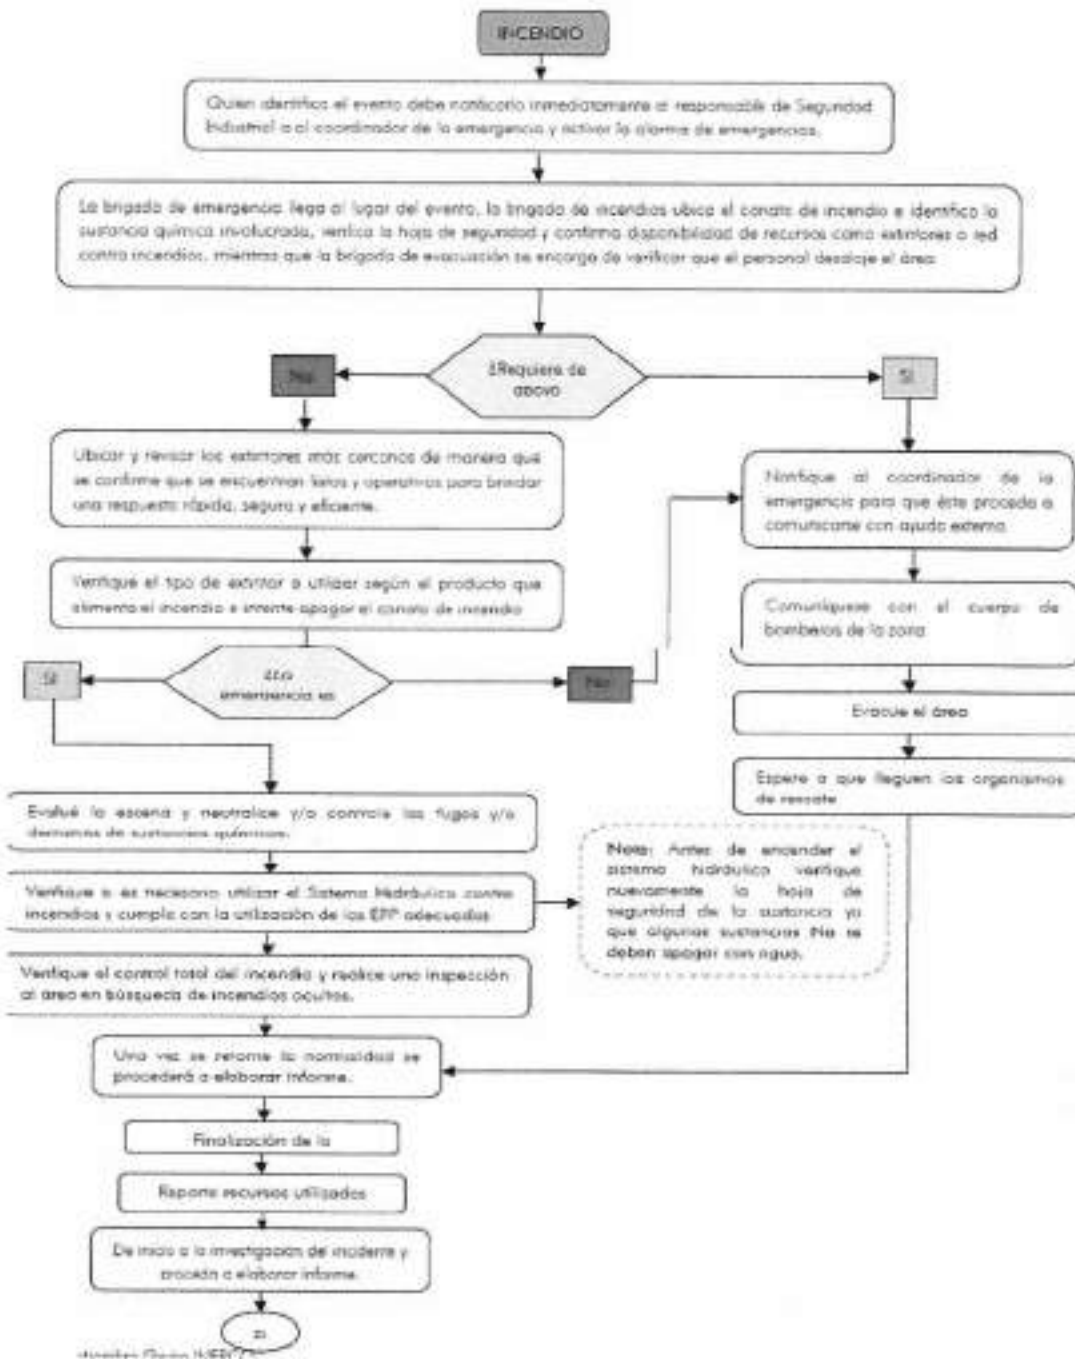 INCENDIO
Quien identifica el evento debe notificarlo inmediatamente al responsable de Seguridad
Industrial o al coordinador de la emergencia y activar la alarma de emergencias.
La brigada de emergencia llega al lugar del evento, la brigada de incendios ubica el conato de incendio e identifica la
sustancia química involucrada, verifica la hoja de seguridad y confirma disponibilidad de recursos como extintores o red
contra incendios, mientras que la brigada de evacuación se encarga de verificar que el personal desaloje el área
¿Requiere de
apoyo
No
Si
Ubicar y revisar los extintores más cercanos de manera que
se confirme que se encuentran listos y operativos para brindar
una respuesta rápida, segura y eficiente.
Notifique al coordinador de la
emergencia para que éste proceda a
comunicarse con ayuda externa
Verifique el tipo de extintor a utilizar según el producto que
alimenta el incendio e intente apagar el conato de incendio
Comuníquese con el cuerpo de
bomberos de la zona
Si
¿La
emergencia es
No
Evacue el área
Espere a que lleguen los organismos
de rescate
Evalué la escena y neutralice y/o controle las fugas y/o
derrames de sustancias químicas.
Nota: Antes de encender el
sistema hidráulico verifique
nuevamente la hoja de
seguridad de la sustancia ya
que algunas sustancias No se
deben apagar con agua.
Verifique si es necesario utilizar el Sistema Hidráulico contra
incendios y cumpla con la utilización de los EPP adecuados
Verifique el control total del incendio y realice una inspección
al área en búsqueda de incendios ocultos.
Una vez se retorne la normalidad se
procederá a elaborar informe.
Finalización de la
Reporte recursos utilizados
De inicio a la investigación del incidente y
proceda a elaborar informe.